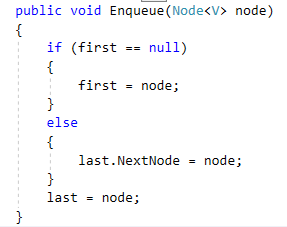 public void Enqueue(Node<V> node)
{
    if (first == null)
    {
        first = node;
    }
    else
    {
        last.NextNode = node;
    }
    last = node;
}